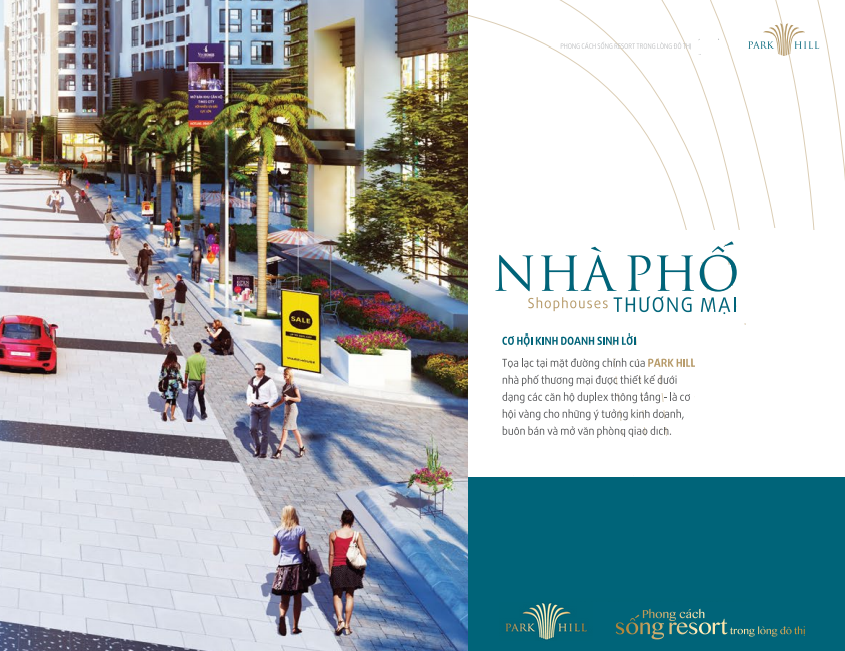 PHONG CÁCH SỐNG RESORT TRONG LÒNG ĐÔ THỊ
PARK HILL
NHÀ PHỐ
Shophouses THƯƠNG MẠI
CƠ HỘI KINH DOANH SINH LỜI
Tọa lạc tại mặt đường chính của PARK HILL
nhà phố thương mại được thiết kế dưới
dạng các căn hộ duplex thông tầng - là cơ
hội vàng cho những ý tưởng kinh doanh,
buôn bán và mở văn phòng giao dịch.
SALE
PARK HILL
Phong cách
sống resort trong lòng đô thị